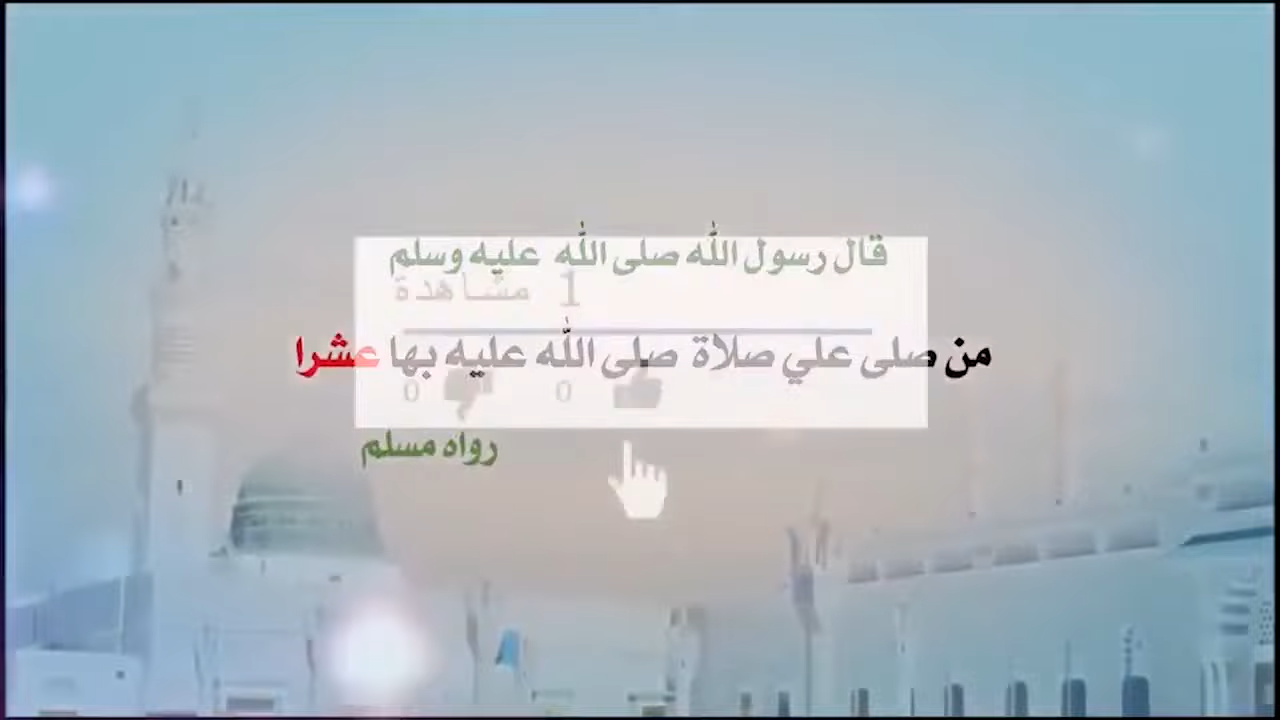 قال رسول الله صلى الله عليه وسلم
1 مشاهدة
من صلى علي صلاة صلى الله عليه بها عشرا
0 0
رواه مسلم